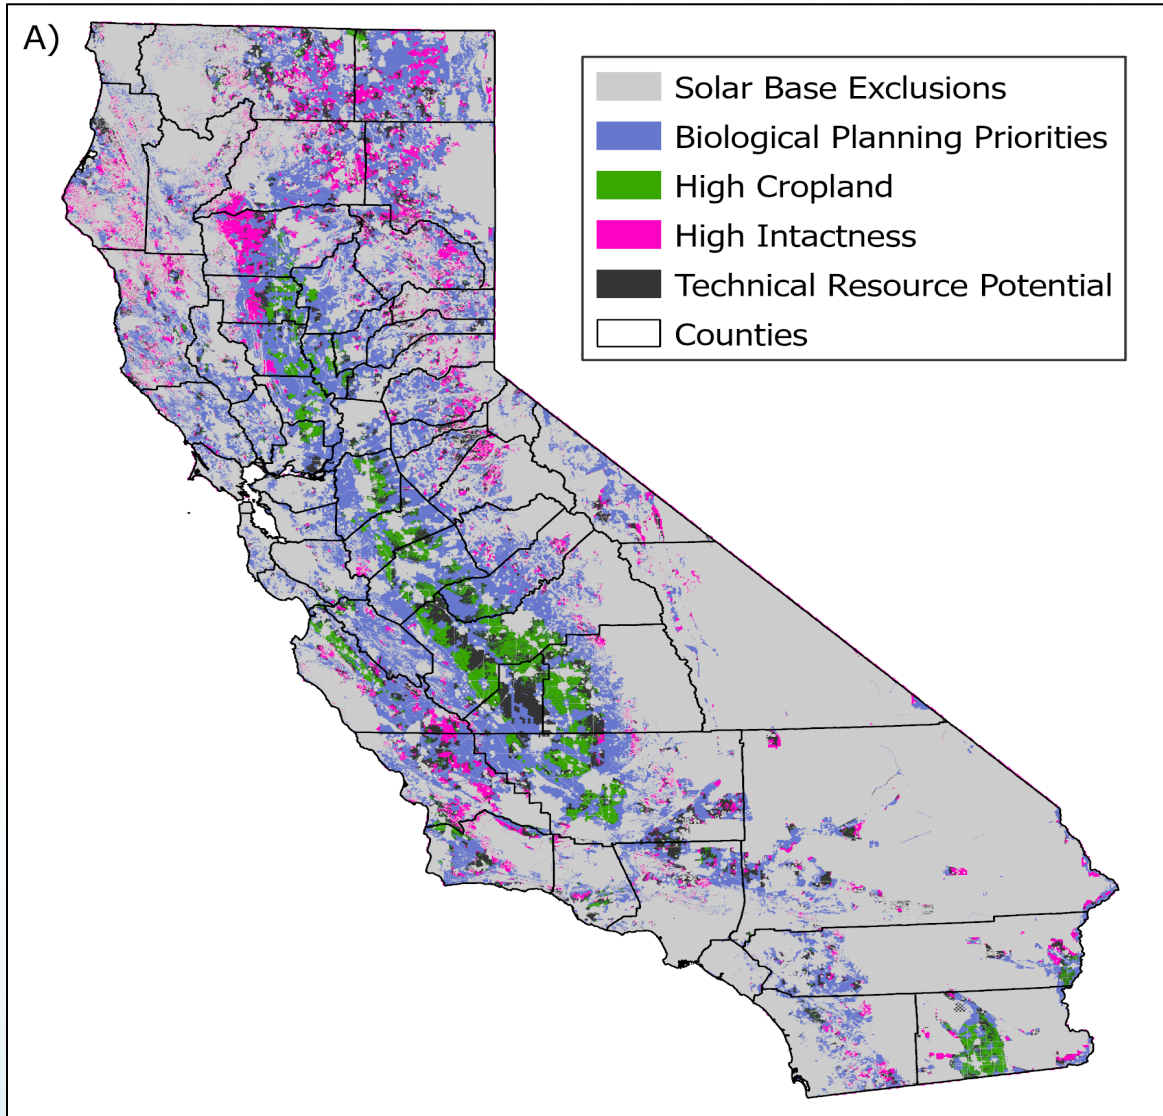 A)
Solar Base Exclusions
Biological Planning Priorities
High Cropland
High Intactness
Technical Resource Potential
Counties